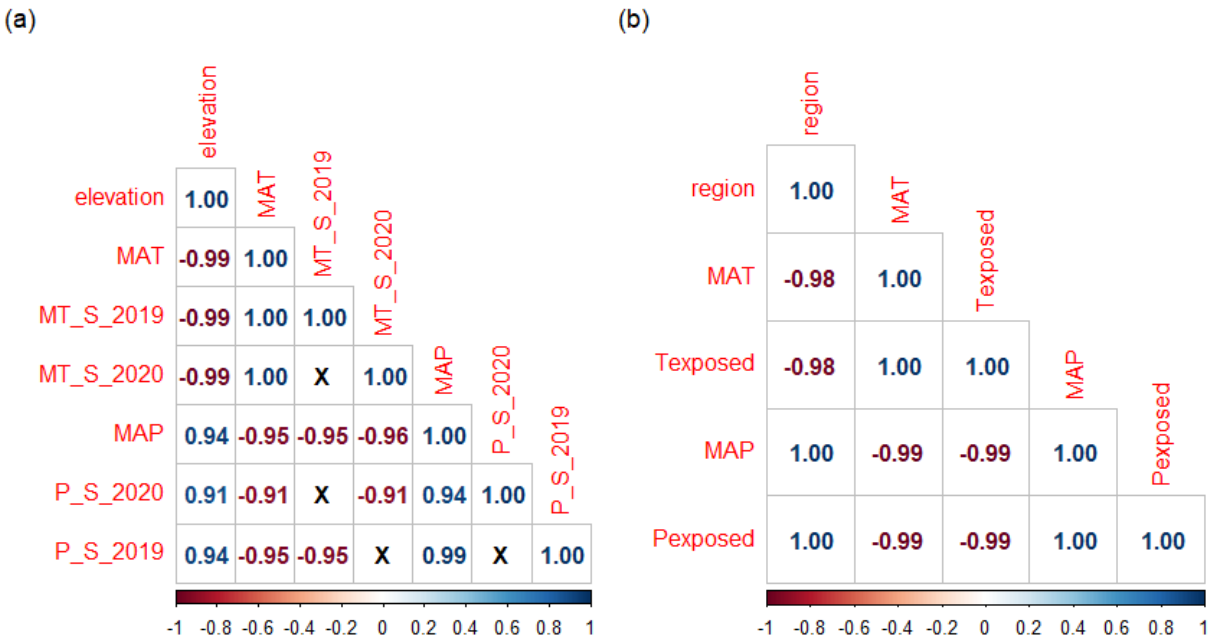 (a)
elevation
MAT
MT_S_2019
MT_S_2020
MAP
P_S_2020
P_S_2019
elevation 1.00
MAT -0.99 1.00
MT_S_2019 -0.99 1.00 1.00
MT_S_2020 -0.99 1.00 X 1.00
MAP 0.94 -0.95 -0.95 -0.96 1.00
P_S_2020 0.91 -0.91 X -0.91 0.94 1.00
P_S_2019 0.94 -0.95 -0.95 X 0.99 X 1.00
-1 -0.8 -0.6 -0.4 -0.2 0 0.2 0.4 0.6 0.8 1
(b)
region
MAT
Texposed
MAP
Pexposed
region 1.00
MAT -0.98 1.00
Texposed -0.98 1.00 1.00
MAP 1.00 -0.99 -0.99 1.00
Pexposed 1.00 -0.99 -0.99 1.00 1.00
-1 -0.8 -0.6 -0.4 -0.2 0 0.2 0.4 0.6 0.8 1